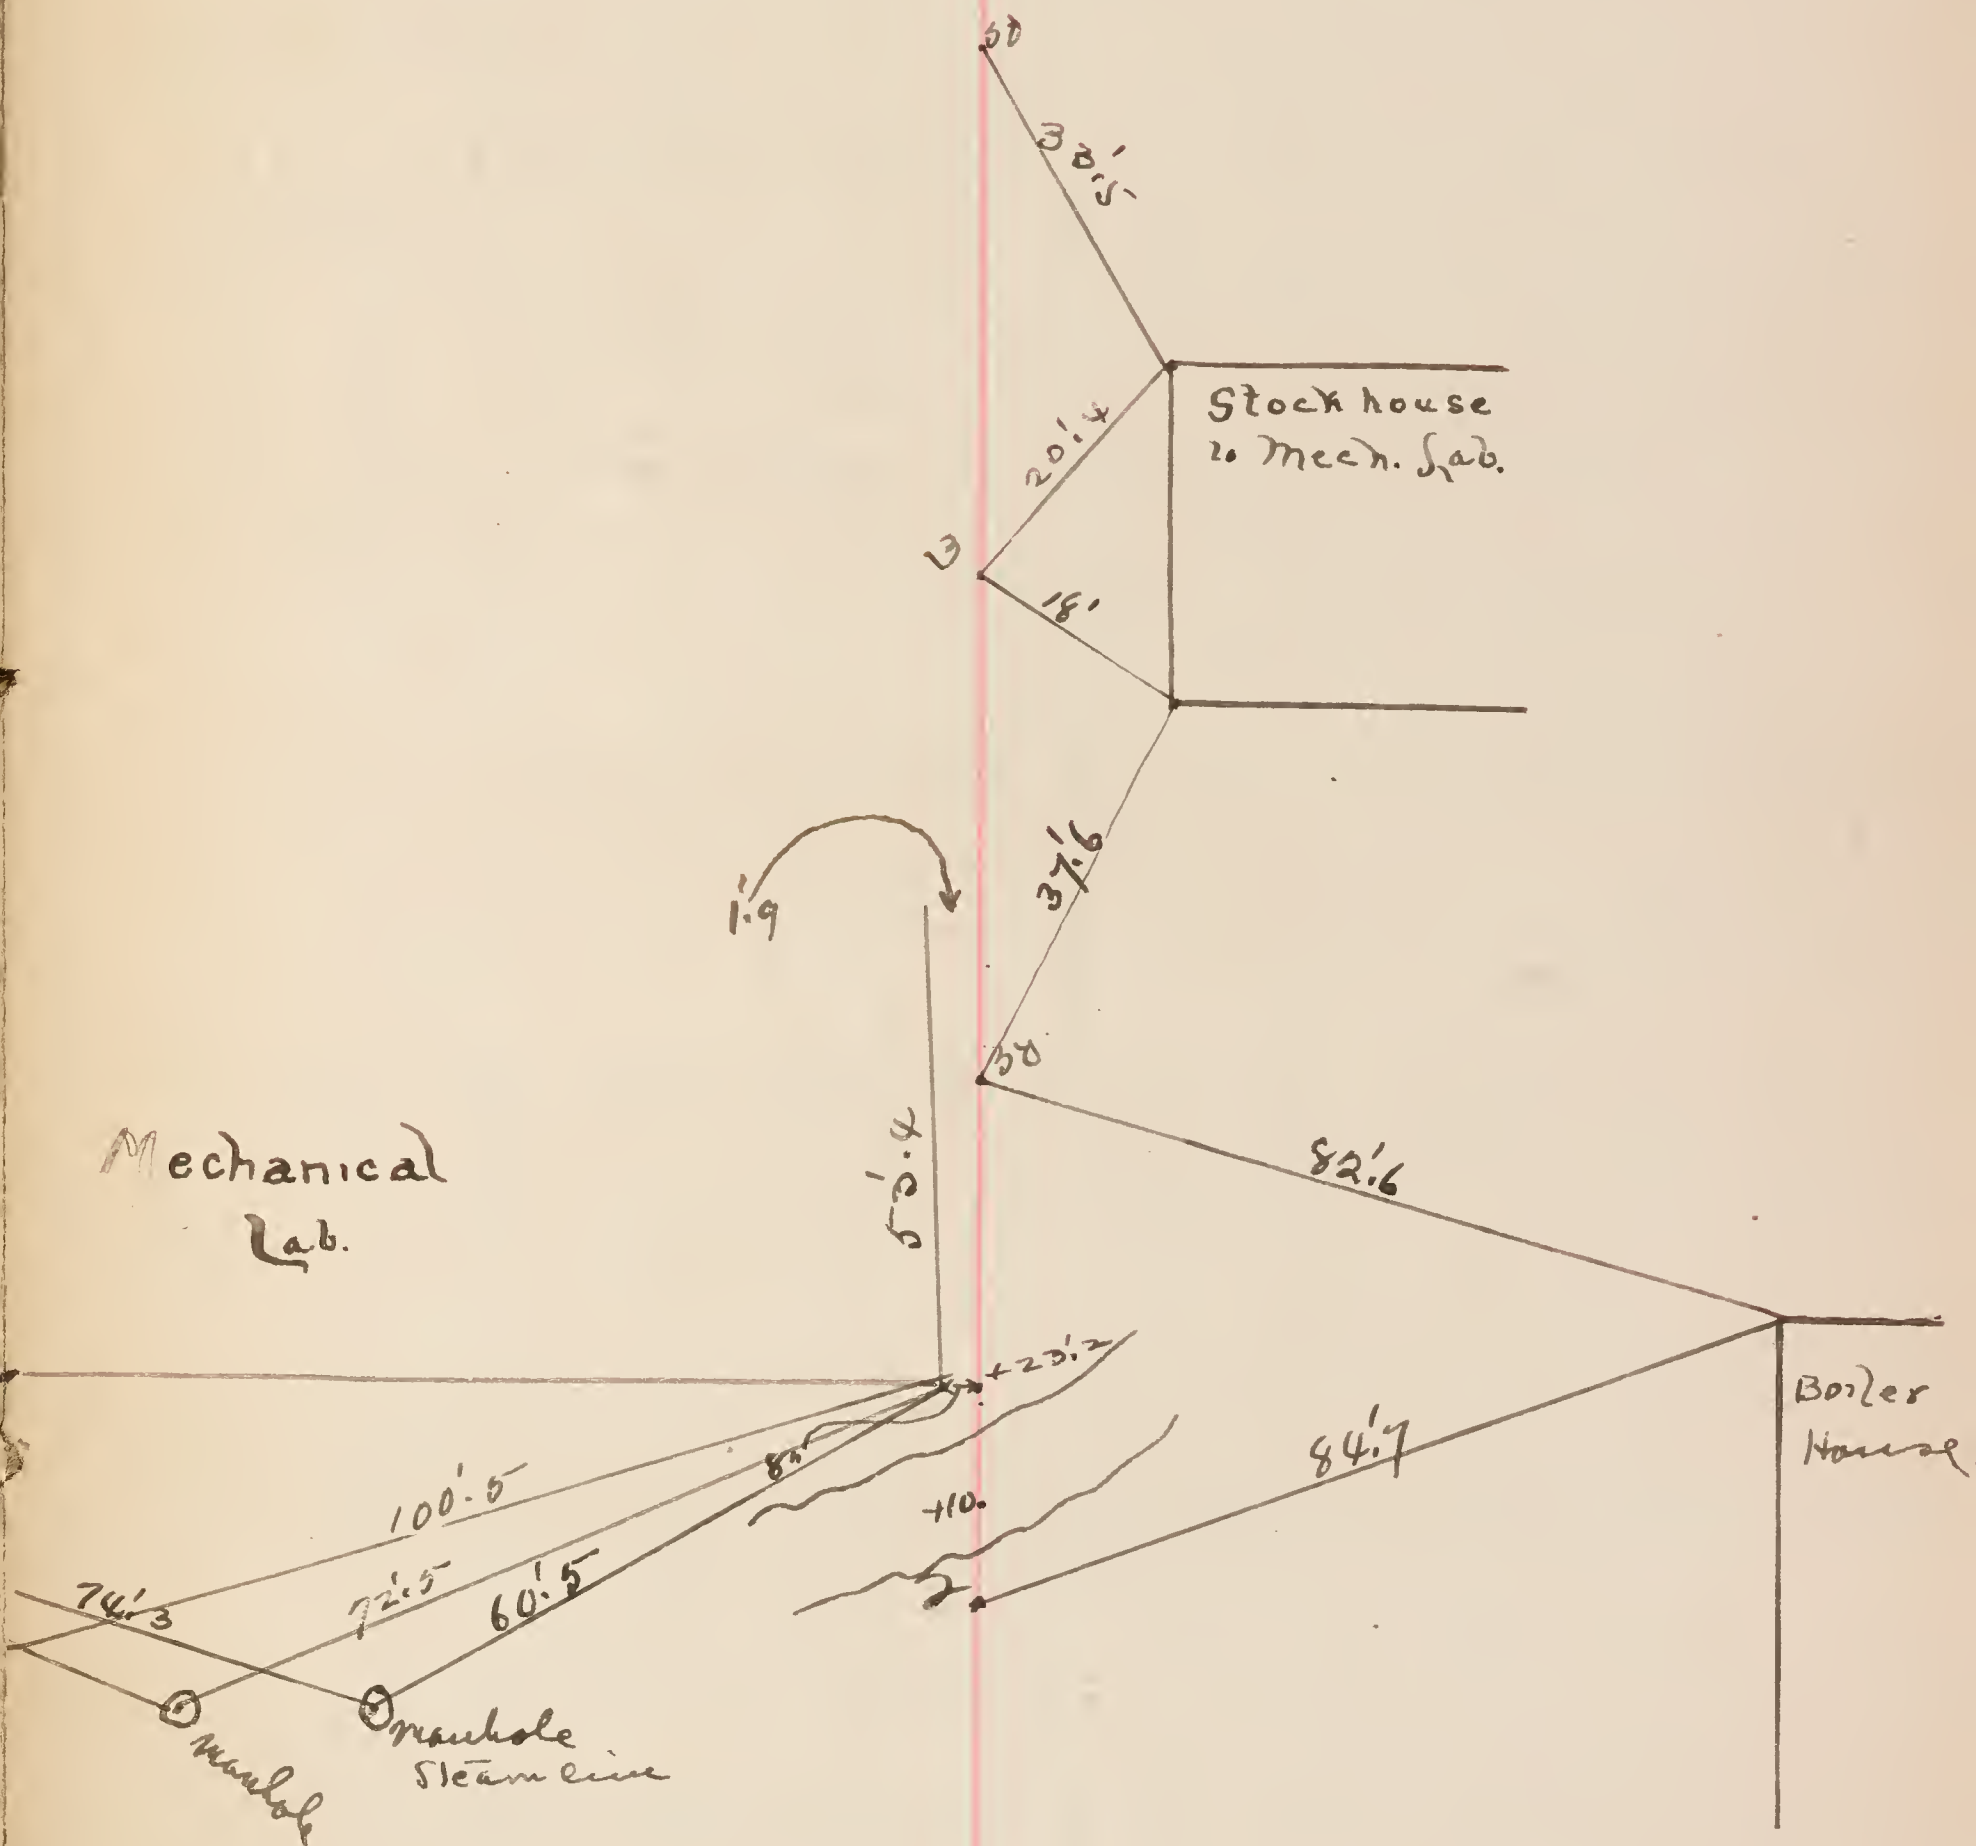 50
33'.5
Stock house
to Mech. Lab.
20'.4
3
18'
37'.6
1'.9
50
53'.4
82'.6
Mechanical
Lab.
+23'.2
Boiler
House
84'.7
8"
100'.5
+10.
72'.5
60'.5
74'.3
2
manhole
Steam line
manhole